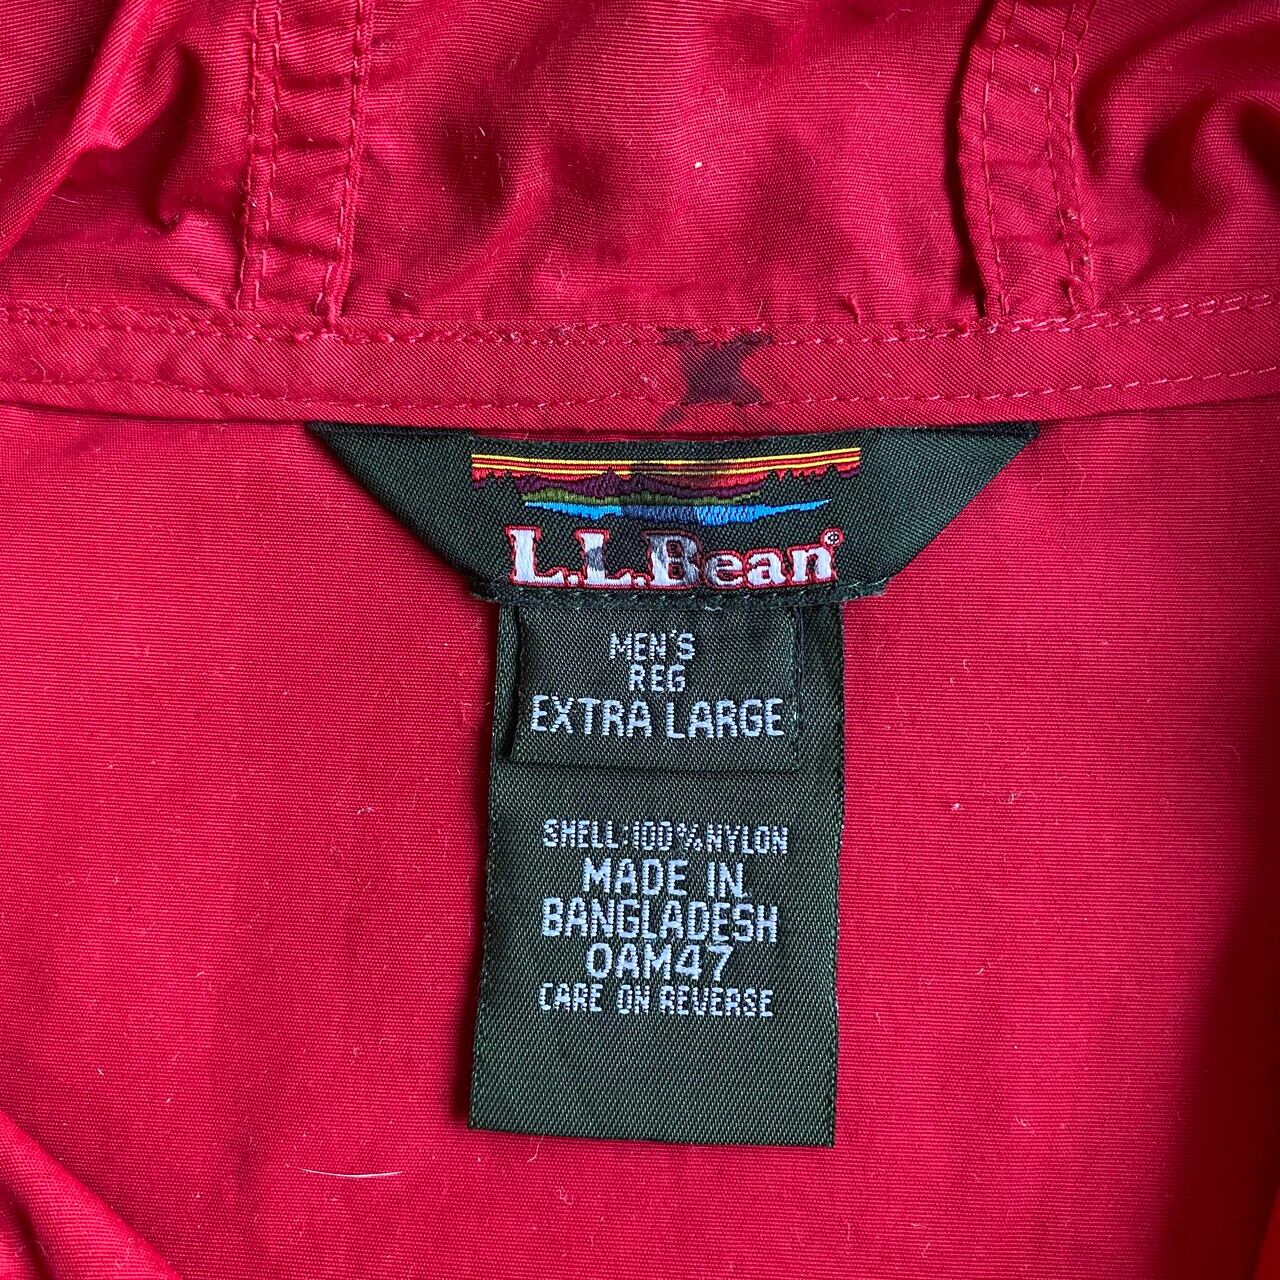 L.L.Bean®
MEN'S
REG
EXTRA LARGE
SHELL:100%NYLON
MADE IN
BANGLADESH
0AM47
CARE ON REVERSE